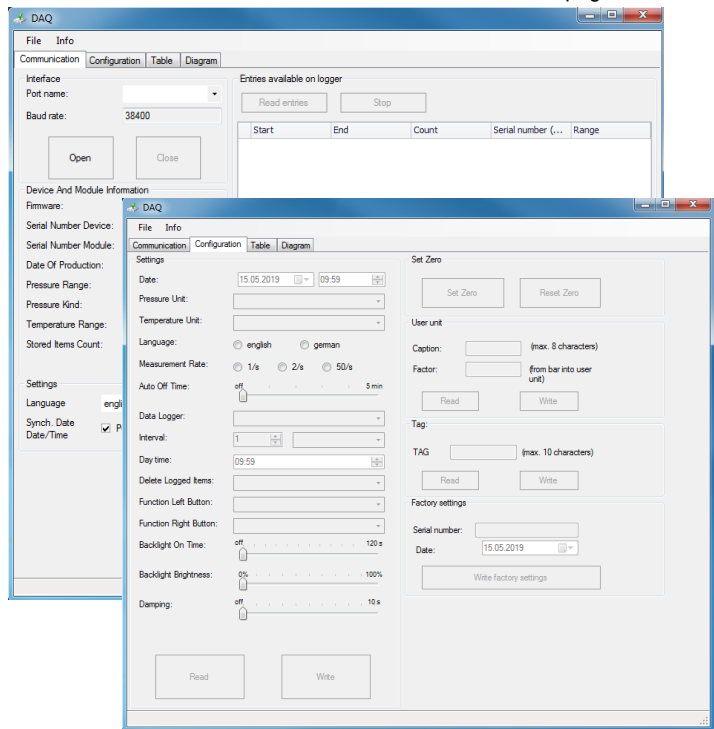 DAQ
File Info
Communication Configuration Table Diagram
Interface
Port name:
Baud rate: 38400
Open Close
Entries available on logger
Read entries Stop
Start End Count Serial number (... Range
Device And Module Information
Firmware:
Serial Number Device:
Serial Number Module:
Date Of Production:
Pressure Range:
Pressure Kind:
Temperature Range:
Stored Items Count:
Settings
Language engli
Synch. Date
Date/Time P
DAQ
File Info
Communication Configuration Table Diagram
Settings
Date: 15.05.2019 09:59
Pressure Unit:
Temperature Unit:
Language: english german
Measurement Rate: 1/s 2/s 50/s
Auto Off Time: off 5 min
Data Logger:
Interval: 1
Day time: 09:59
Delete Logged Items:
Function Left Button:
Function Right Button:
Backlight On Time: off 120 s
Backlight Brightness: 0% 100%
Damping: off 10 s
Read Write
Set Zero
Set Zero Reset Zero
User unit
Caption: (max. 8 characters)
Factor: (from bar into user
unit)
Read Write
Tag:
TAG (max. 10 characters)
Read Write
Factory settings
Serial number:
Date: 15.05.2019
Write factory settings